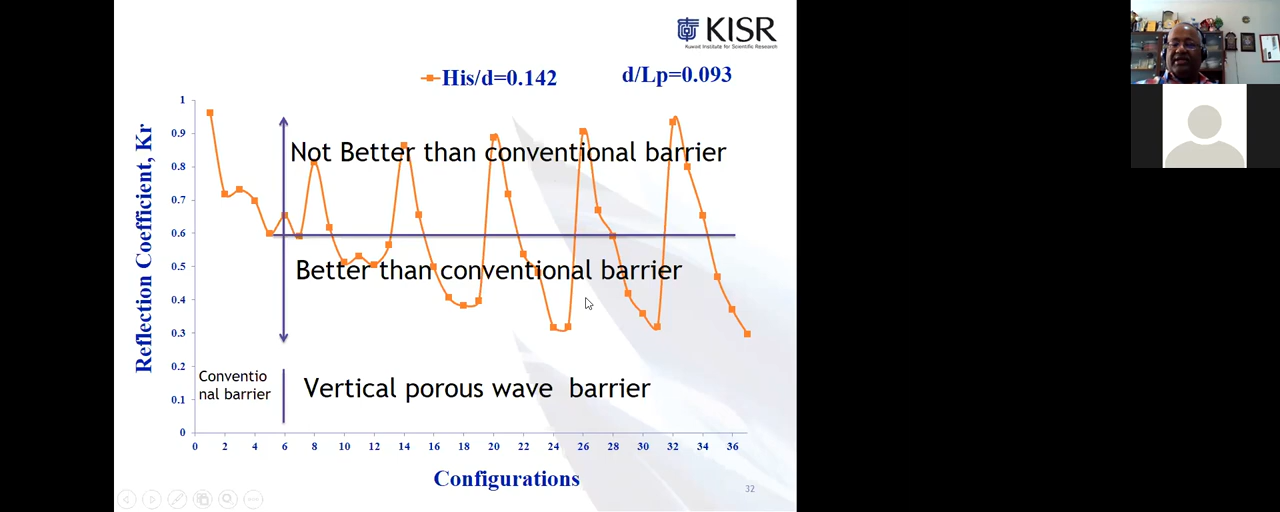 KISR
Kuwait Institute for Scientific Research
His/d=0.142
d/Lp=0.093
Reflection Coefficient, Kr
1
0.9
0.8
0.7
0.6
0.5
0.4
0.3
0.2
0.1
0
Not Better than conventional barrier
Better than conventional barrier
Conventio
nal barrier
Vertical porous wave barrier
0 2 4 6 8 10 12 14 16 18 20 22 24 26 28 30 32 34 36
Configurations
32